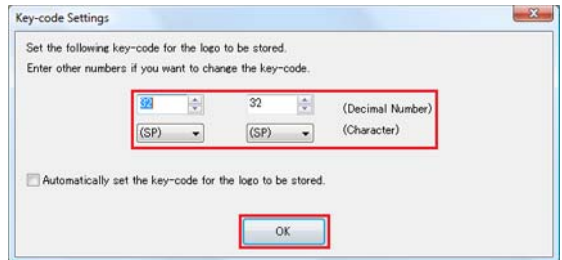 Key-code Settings
Set the following key-code for the logo to be stored.
Enter other numbers if you want to change the key-code.
32 32 (Decimal Number)
(SP) (SP) (Character)
Automatically set the key-code for the logo to be stored.
OK